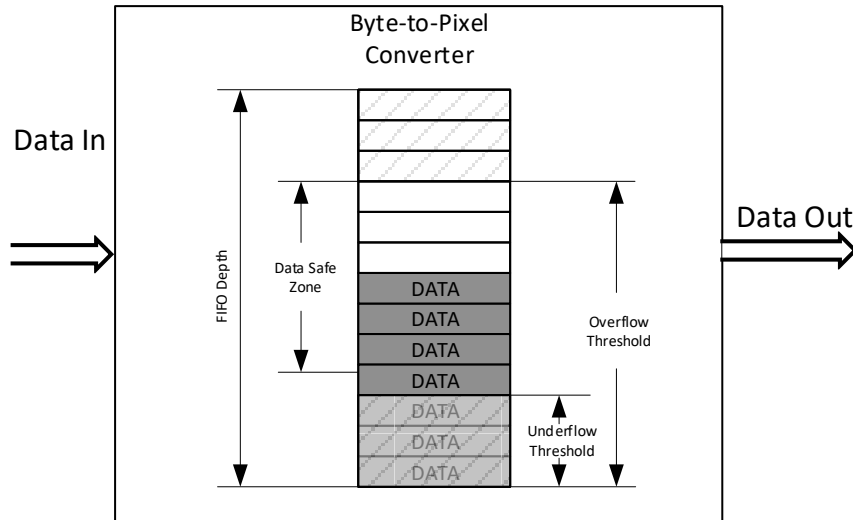 Byte-to-Pixel
Converter
Data In
Data Out
FIFO Depth
Data Safe
Zone
DATA
DATA
DATA
DATA
DATA
DATA
DATA
Overflow
Threshold
Underflow
Threshold